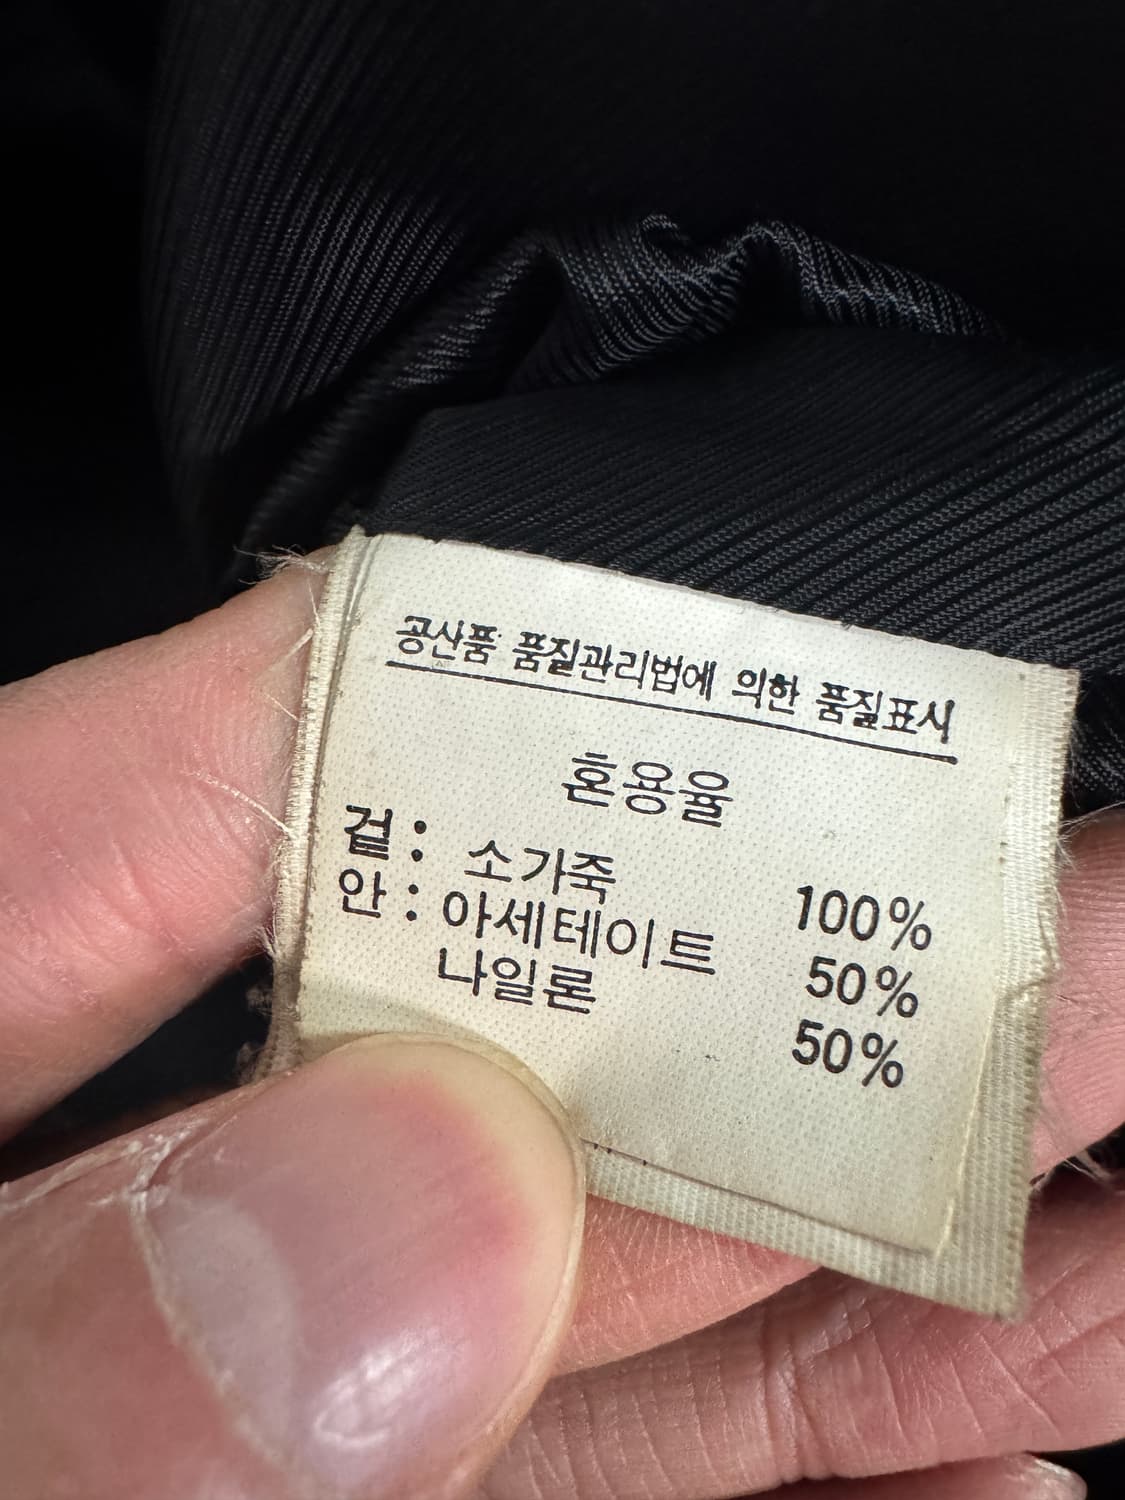 공산품 품질관리법에 의한 품질표시
혼용율
겉 : 소가죽 100%
안 : 아세테이트 50%
나일론 50%